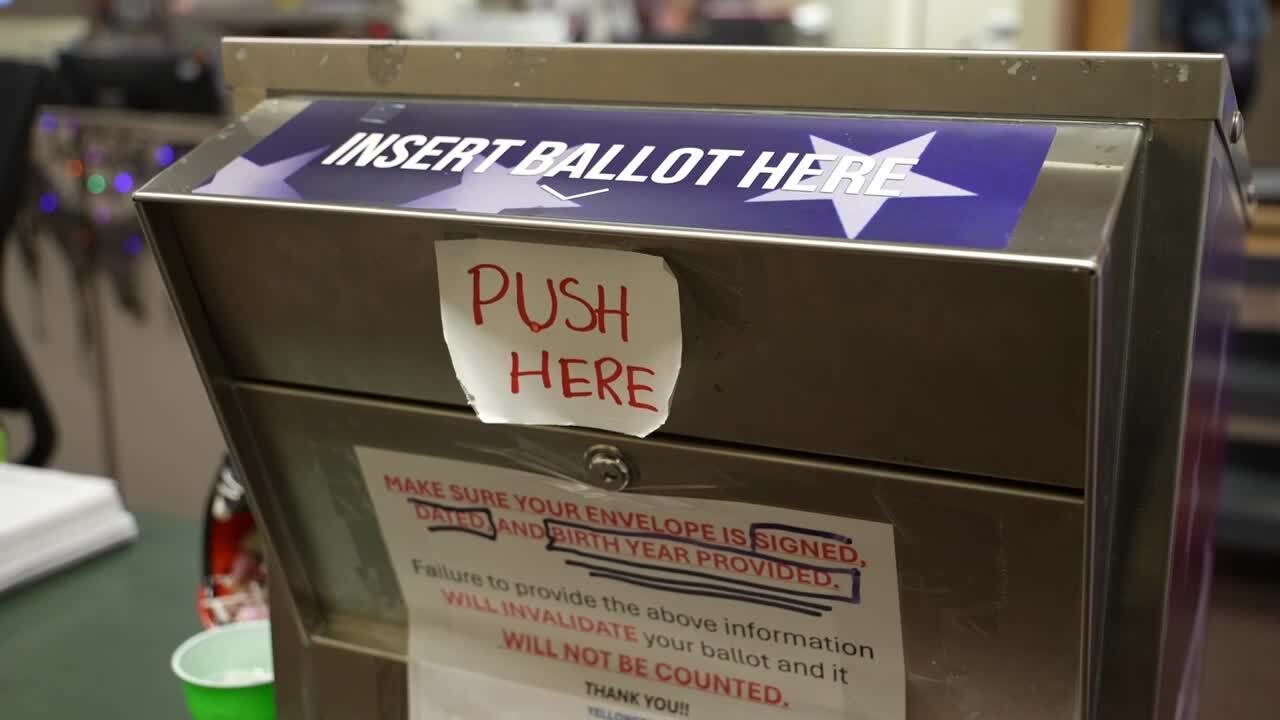 INSERT BALLOT HERE
PUSH
HERE
MAKE SURE YOUR ENVELOPE IS SIGNED,
DATED, AND BIRTH YEAR PROVIDED.
Failure to provide the above information
WILL INVALIDATE your ballot and it
WILL NOT BE COUNTED.
THANK YOU!!